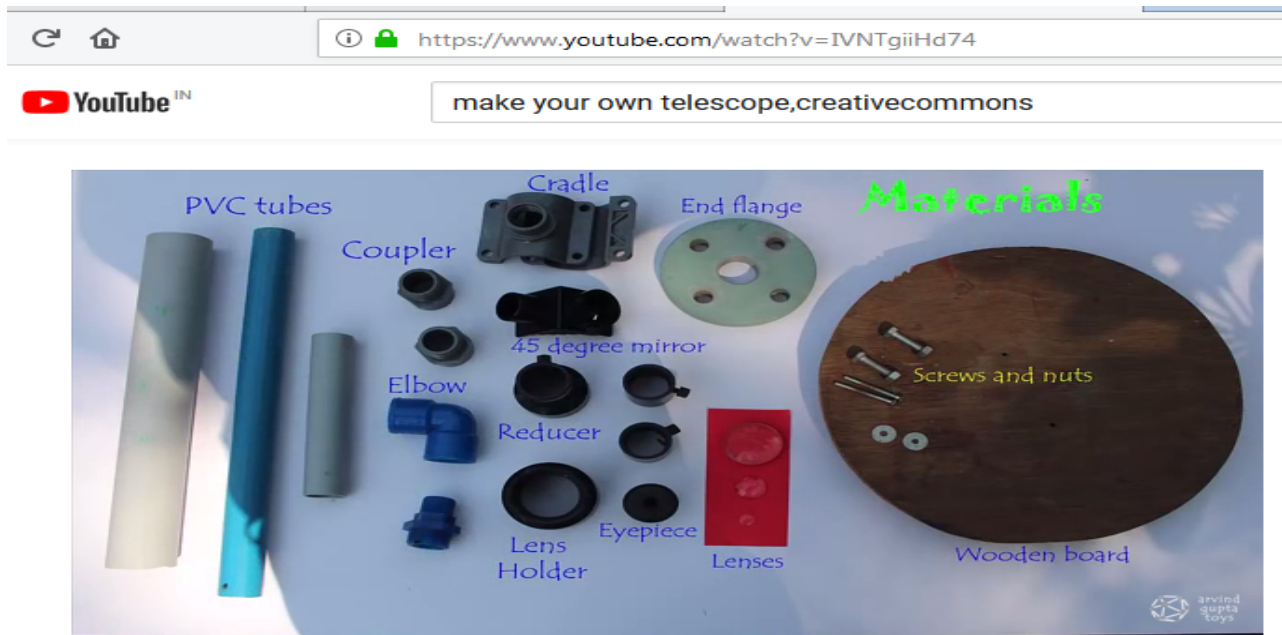 https://www.youtube.com/watch?v=IVNTgiiHd74
YouTube IN
make your own telescope,creativecommons
Materials
PVC tubes
Cradle
End flange
Coupler
45 degree mirror
Screws and nuts
Elbow
Reducer
Eyepiece
Lens
Holder
Lenses
Wooden board
arvind
gupta
toys